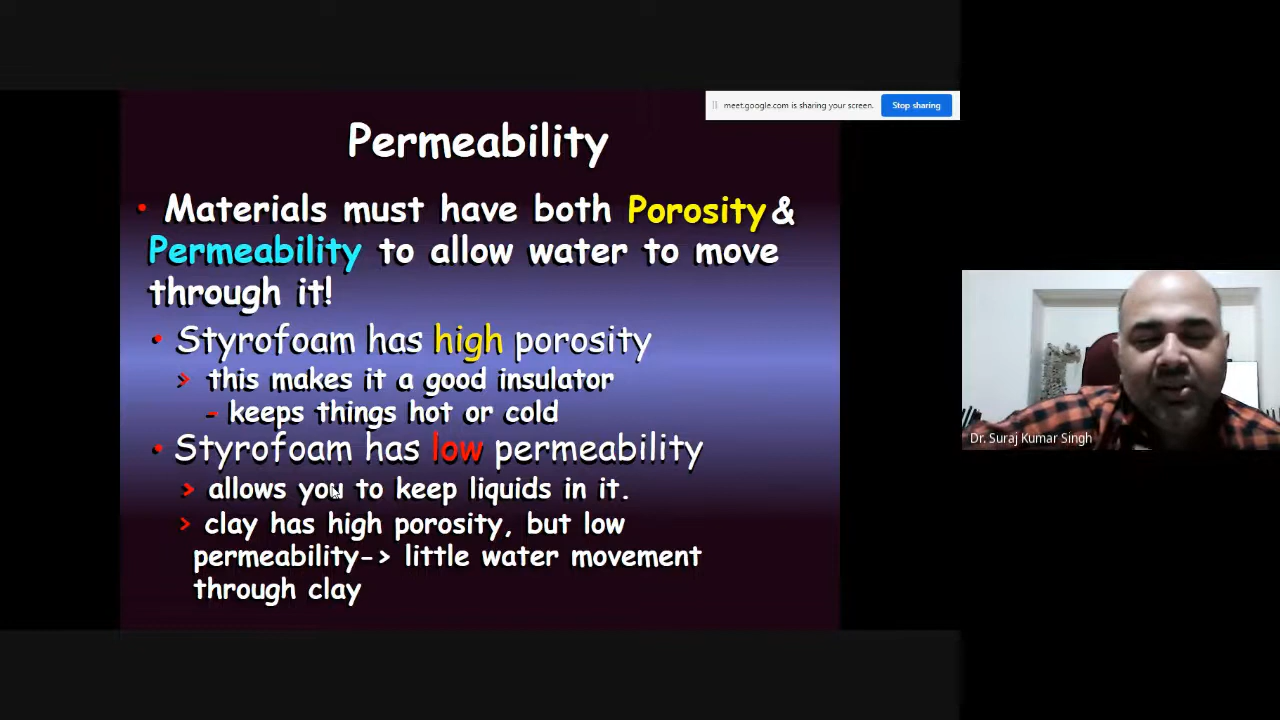 meet.google.com is sharing your screen. Stop sharing
Permeability
• Materials must have both Porosity &
Permeability to allow water to move
through it!
• Styrofoam has high porosity
> this makes it a good insulator
- keeps things hot or cold
• Styrofoam has low permeability
> allows you to keep liquids in it.
> clay has high porosity, but low
permeability-> little water movement
through clay
Dr. Suraj Kumar Singh